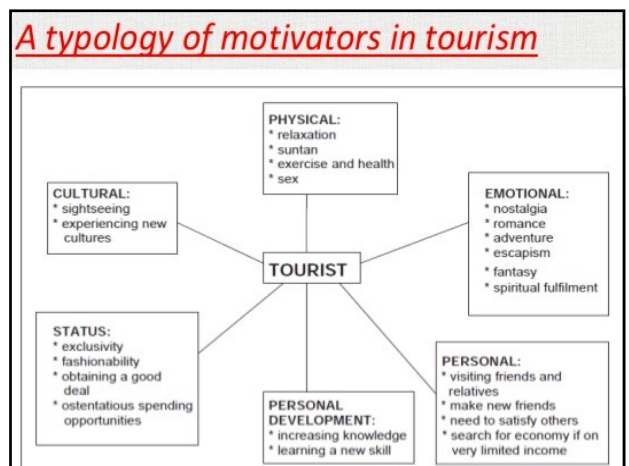 A typology of motivators in tourism
PHYSICAL:
* relaxation
* suntan
* exercise and health
* sex
CULTURAL:
* sightseeing
* experiencing new
cultures
EMOTIONAL:
* nostalgia
* romance
* adventure
* escapism
* fantasy
* spiritual fulfilment
TOURIST
STATUS:
* exclusivity
* fashionability
* obtaining a good
deal
* ostentatious spending
opportunities
PERSONAL
DEVELOPMENT:
* increasing knowledge
* learning a new skill
PERSONAL:
* visiting friends and
relatives
* make new friends
* need to satisfy others
* search for economy if on
very limited income